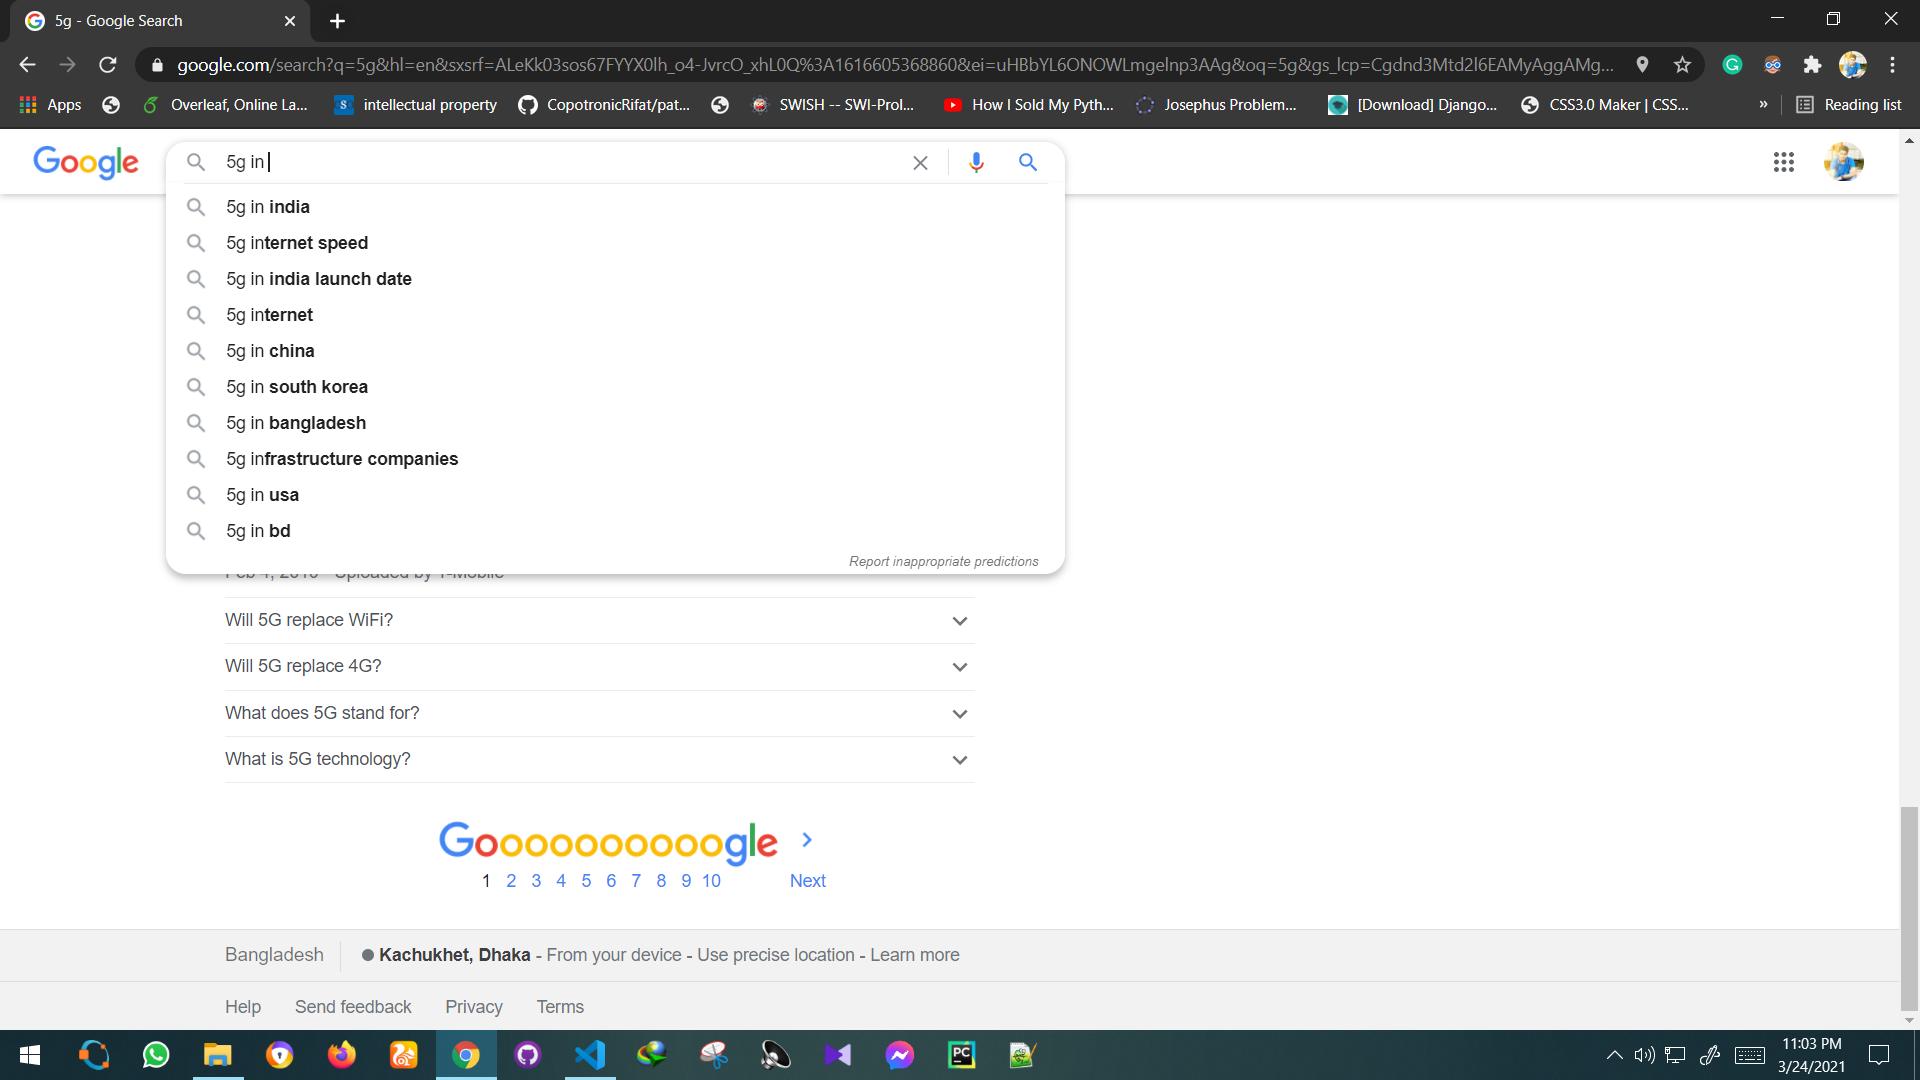 5g - Google Search
google.com/search?q=5g&hl=en&sxsrf=ALeKk03sos67FYYX0lh_o4-JvrcO_xhL0Q%3A1616605368860&ei=uHBbYL6ONOWLmgelnp3AAg&oq=5g&gs_lcp=Cgdnd3Mtd2l6EAMyAggAMg...
Apps Overleaf, Online La... intellectual property CopotronicRifat/pat... SWISH -- SWI-Prol... How I Sold My Pyth... Josephus Problem... [Download] Django... CSS3.0 Maker | CSS... » Reading list
Google 5g in
5g in india
5g internet speed
5g in india launch date
5g internet
5g in china
5g in south korea
5g in bangladesh
5g infrastructure companies
5g in usa
5g in bd
Report inappropriate predictions
Will 5G replace WiFi?
Will 5G replace 4G?
What does 5G stand for?
What is 5G technology?
Goooooooooogle
1 2 3 4 5 6 7 8 9 10 Next
Bangladesh Kachukhet, Dhaka - From your device - Use precise location - Learn more
Help Send feedback Privacy Terms
11:03 PM
3/24/2021